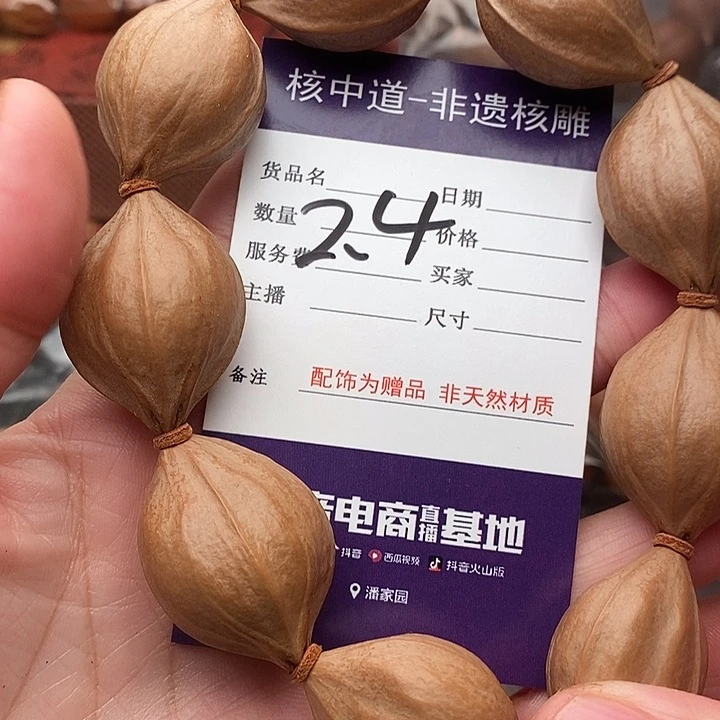 核中道-非遗核雕
货品名 日期
数量 2.4 价格
服务费 买家
主播 尺寸
备注 配饰为赠品 非天然材质
电商直播基地
抖音 西瓜视频 抖音火山版
潘家园